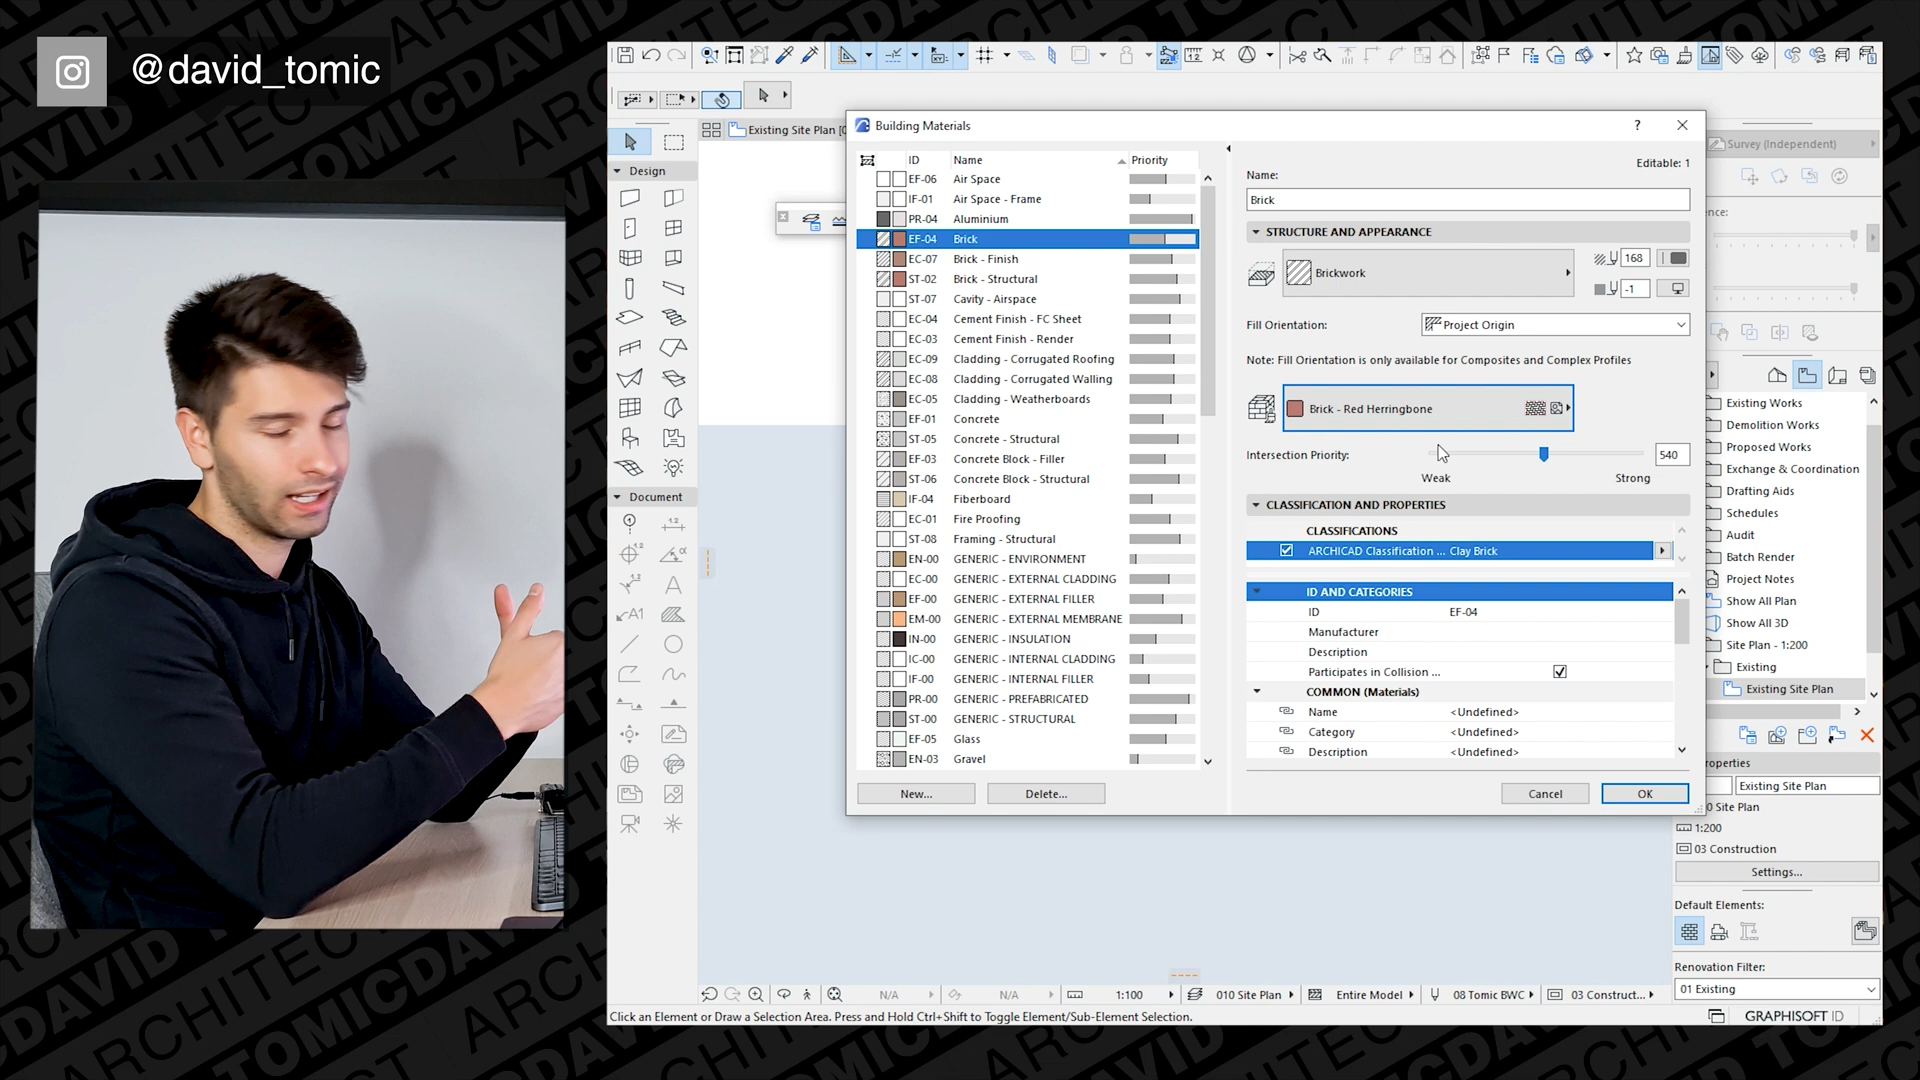 @david_tomic
Existing Site Plan [0
Design
Document
Building Materials
?
ID Name Priority
EF-06 Air Space
IF-01 Air Space - Frame
PR-04 Aluminium
EF-04 Brick
EC-07 Brick - Finish
ST-02 Brick - Structural
ST-07 Cavity - Airspace
EC-04 Cement Finish - FC Sheet
EC-03 Cement Finish - Render
EC-09 Cladding - Corrugated Roofing
EC-08 Cladding - Corrugated Walling
EC-05 Cladding - Weatherboards
EF-01 Concrete
ST-05 Concrete - Structural
EF-03 Concrete Block - Filler
ST-06 Concrete Block - Structural
IF-04 Fiberboard
EC-01 Fire Proofing
ST-08 Framing - Structural
EN-00 GENERIC - ENVIRONMENT
EC-00 GENERIC - EXTERNAL CLADDING
EF-00 GENERIC - EXTERNAL FILLER
EM-00 GENERIC - EXTERNAL MEMBRANE
IN-00 GENERIC - INSULATION
IC-00 GENERIC - INTERNAL CLADDING
IF-00 GENERIC - INTERNAL FILLER
PR-00 GENERIC - PREFABRICATED
ST-00 GENERIC - STRUCTURAL
EF-05 Glass
EN-03 Gravel
New...
Delete...
Editable: 1
Name:
Brick
STRUCTURE AND APPEARANCE
Brickwork
168
-1
Fill Orientation:
Project Origin
Note: Fill Orientation is only available for Composites and Complex Profiles
Brick - Red Herringbone
Intersection Priority:
540
Weak Strong
CLASSIFICATION AND PROPERTIES
CLASSIFICATIONS
ARCHICAD Classification ... Clay Brick
ID AND CATEGORIES
ID EF-04
Manufacturer
Description
Participates in Collision ...
COMMON (Materials)
Name <Undefined>
Category <Undefined>
Description <Undefined>
Cancel
OK
Survey (Independent)
nce:
Existing Works
Demolition Works
Proposed Works
Exchange & Coordination
Drafting Aids
Schedules
Audit
Batch Render
Project Notes
Show All Plan
Show All 3D
Site Plan - 1:200
Existing
Existing Site Plan
roperties
Existing Site Plan
0 Site Plan
1:200
03 Construction
Settings...
Default Elements:
Renovation Filter:
01 Existing
N/A
N/A
1:100
010 Site Plan
Entire Model
08 Tomic BWC
03 Construct...
Click an Element or Draw a Selection Area. Press and Hold Ctrl+Shift to Toggle Element/Sub-Element Selection.
GRAPHISOFT ID